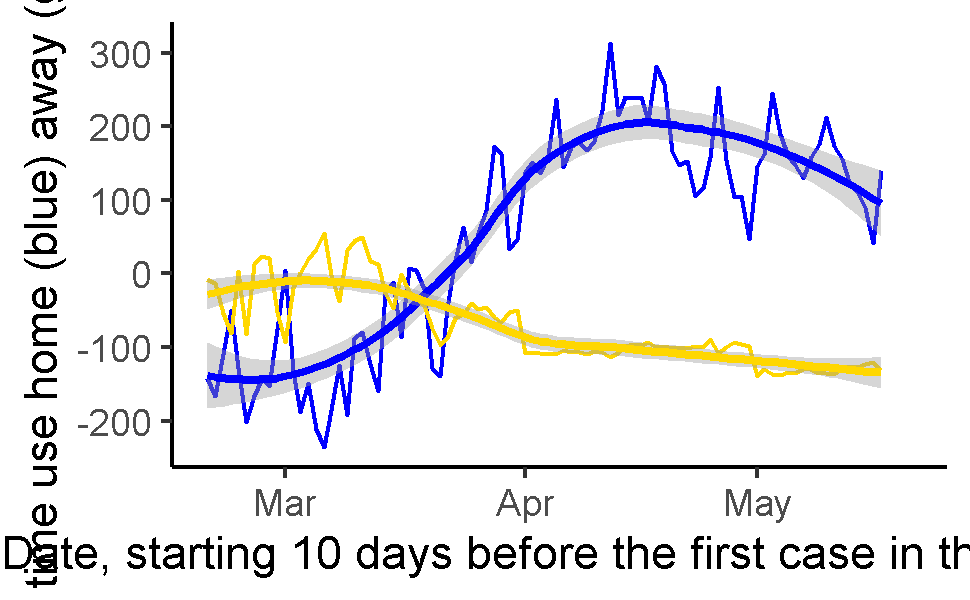 time use home (blue) away (
300
200
100
0
-100
-200
Mar Apr May
Date, starting 10 days before the first case in th